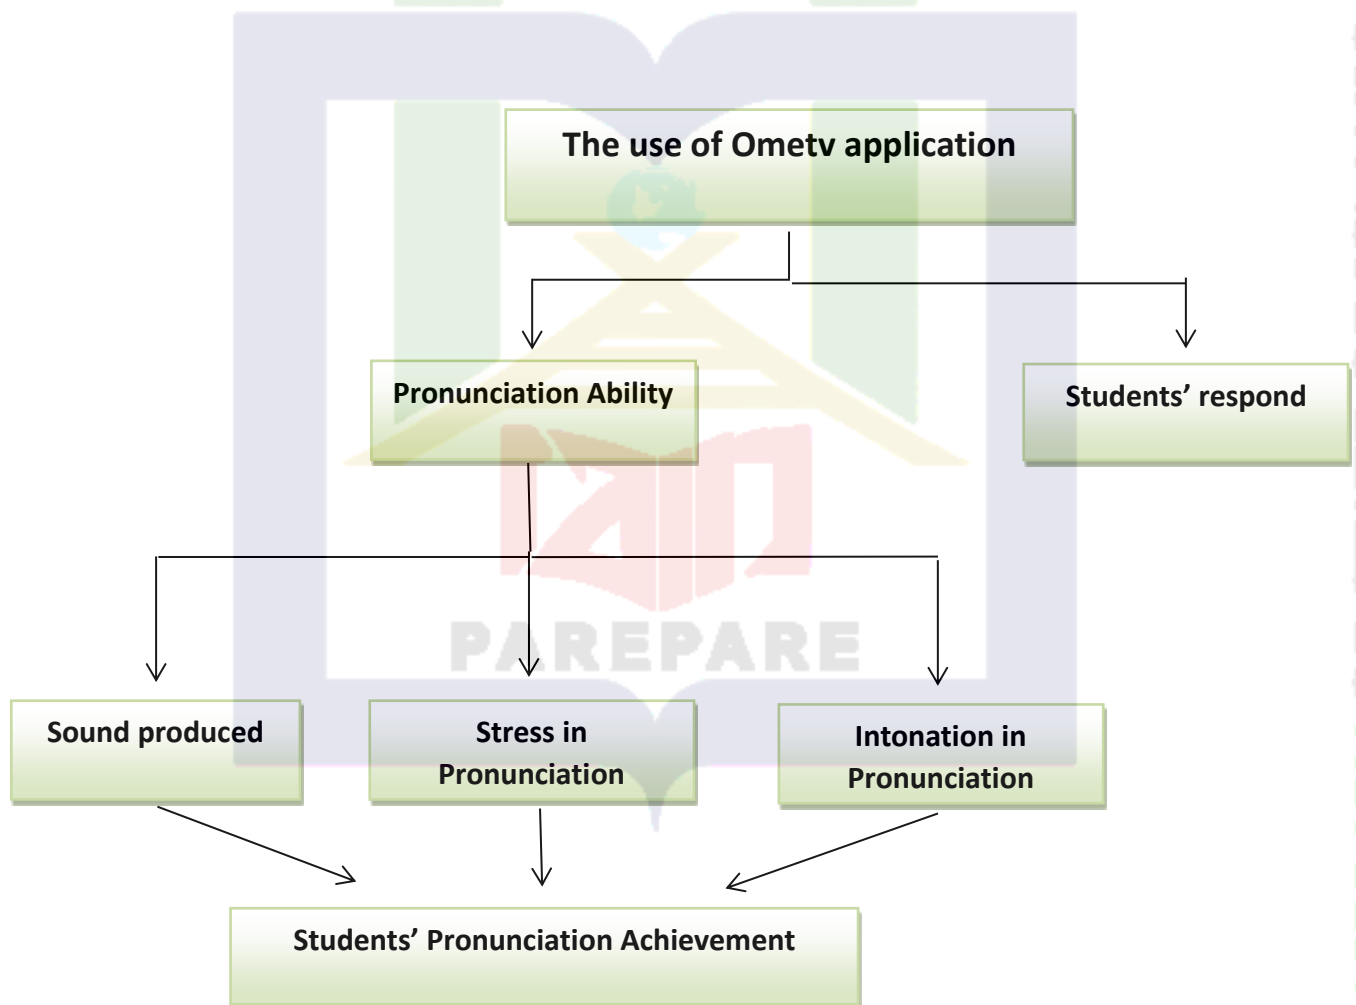 The use of Ometv application
Pronunciation Ability
Students’ respond
PAREPARE
Sound produced
Stress in
Pronunciation
Intonation in
Pronunciation
Students’ Pronunciation Achievement